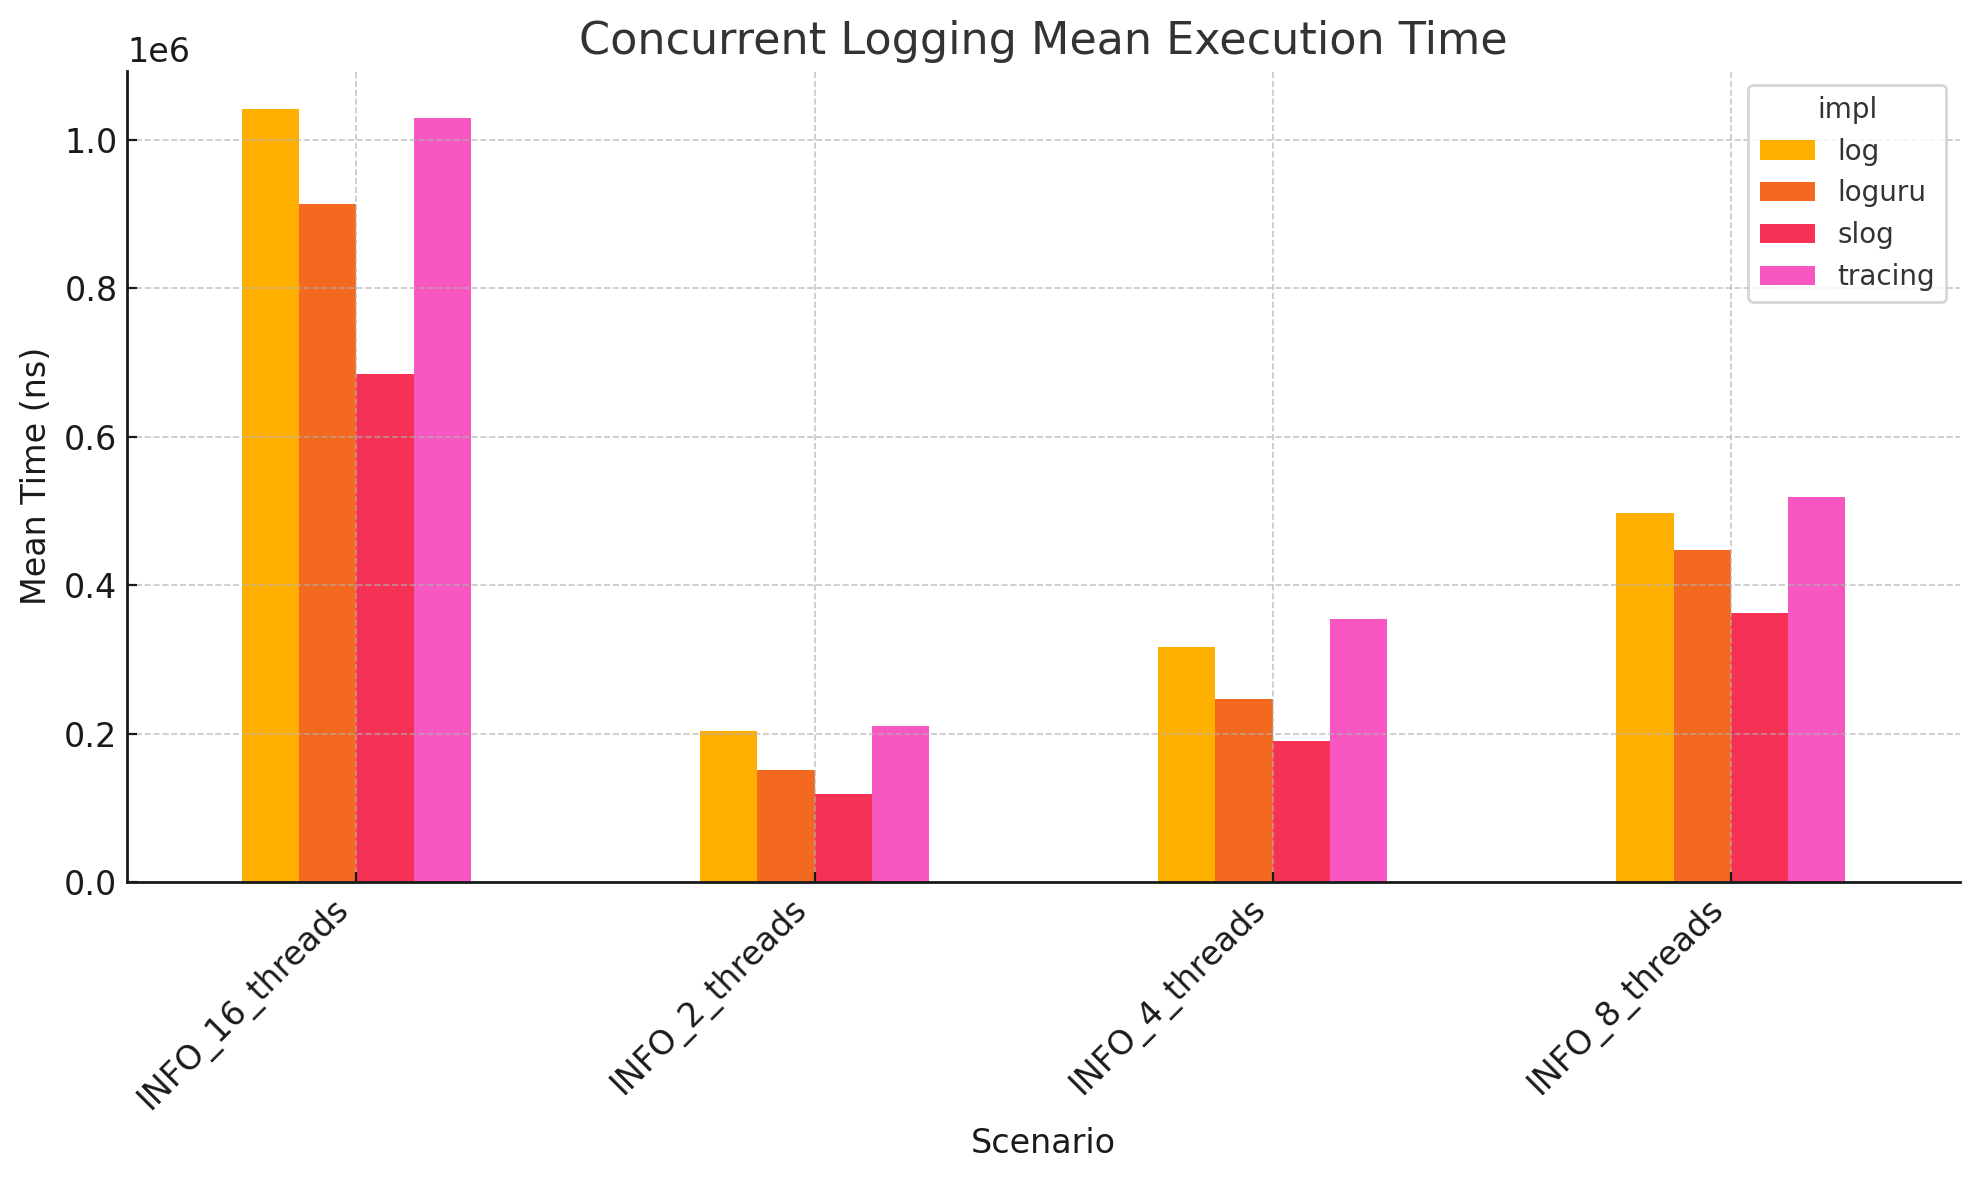 Concurrent Logging Mean Execution Time
1e6
impl
log
loguru
slog
tracing
Mean Time (ns)
1.0
0.8
0.6
0.4
0.2
0.0
INFO_16_threads
INFO_2_threads
INFO_4_threads
INFO_8_threads
Scenario